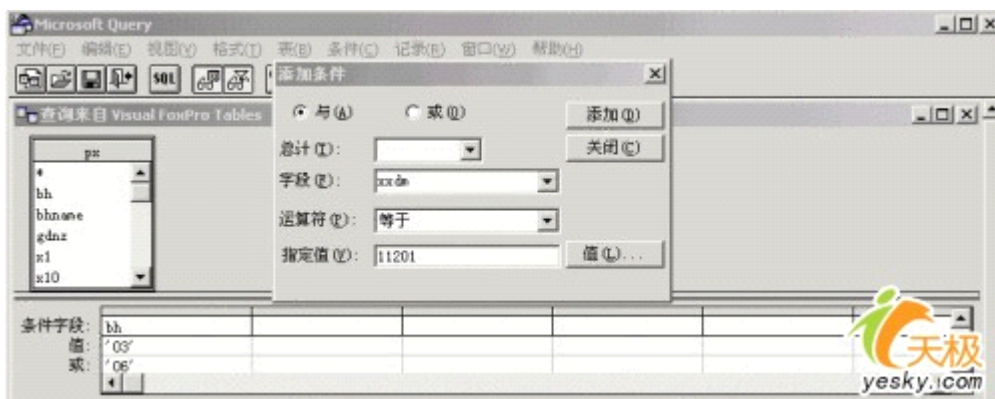 Microsoft Query
文件(F) 编辑(E) 视图(V) 格式(T) 表(B) 条件(C) 记录(R) 窗口(W) 帮助(H)
SQL
添加条件
与(A) 或(O) 添加(D)
总计(T): 关闭(C)
字段(F): xxdm
运算符(P): 等于
指定值(V): 11201 值(L)...
查询来自 Visual FoxPro Tables
px
*
bh
bhname
gdnz
x1
x10
条件字段: bh
值: '03'
或: '06'
天极
yesky.com